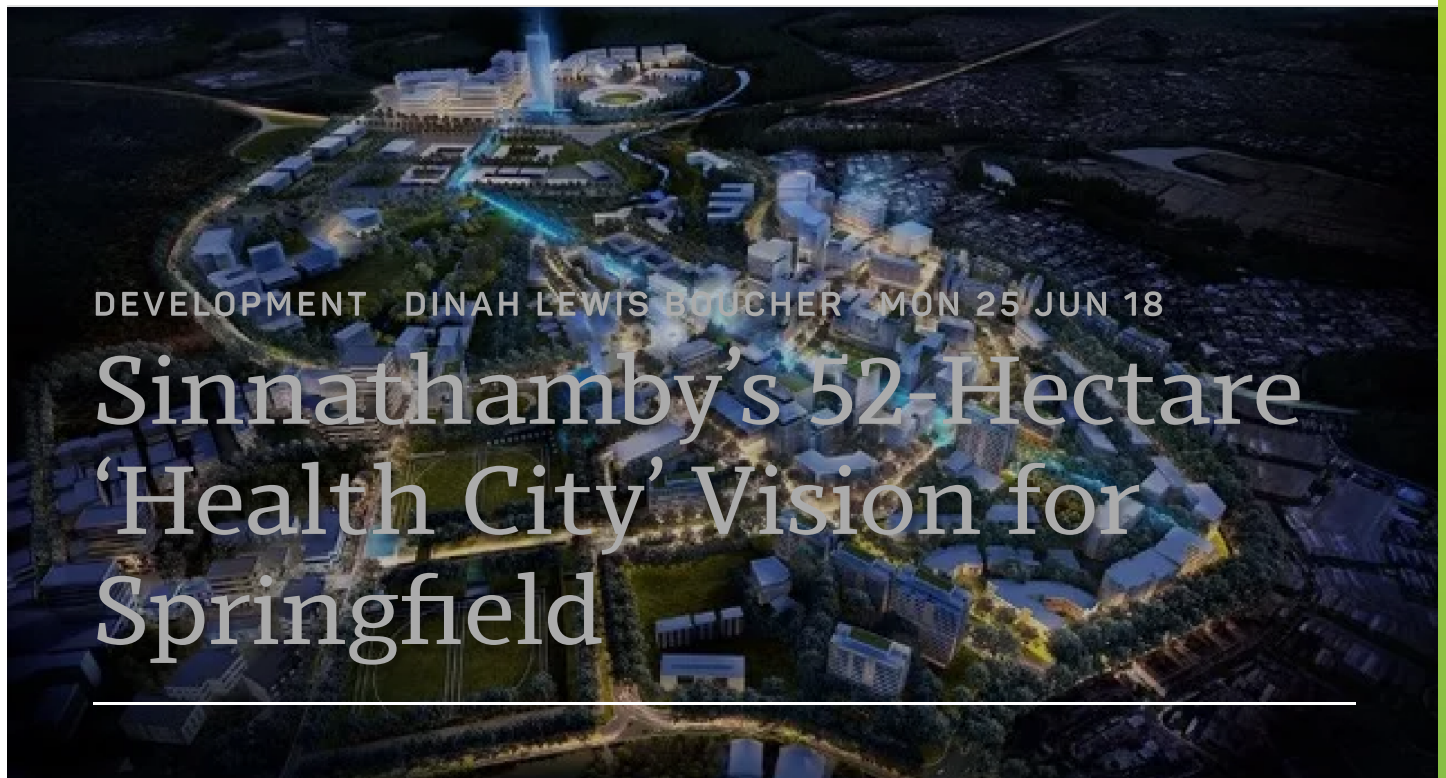 DEVELOPMENT DINAH LEWIS BOUCHER MON 25 JUN 18
Sinnathamby’s 52-Hectare
‘Health City’ Vision for
Springfield